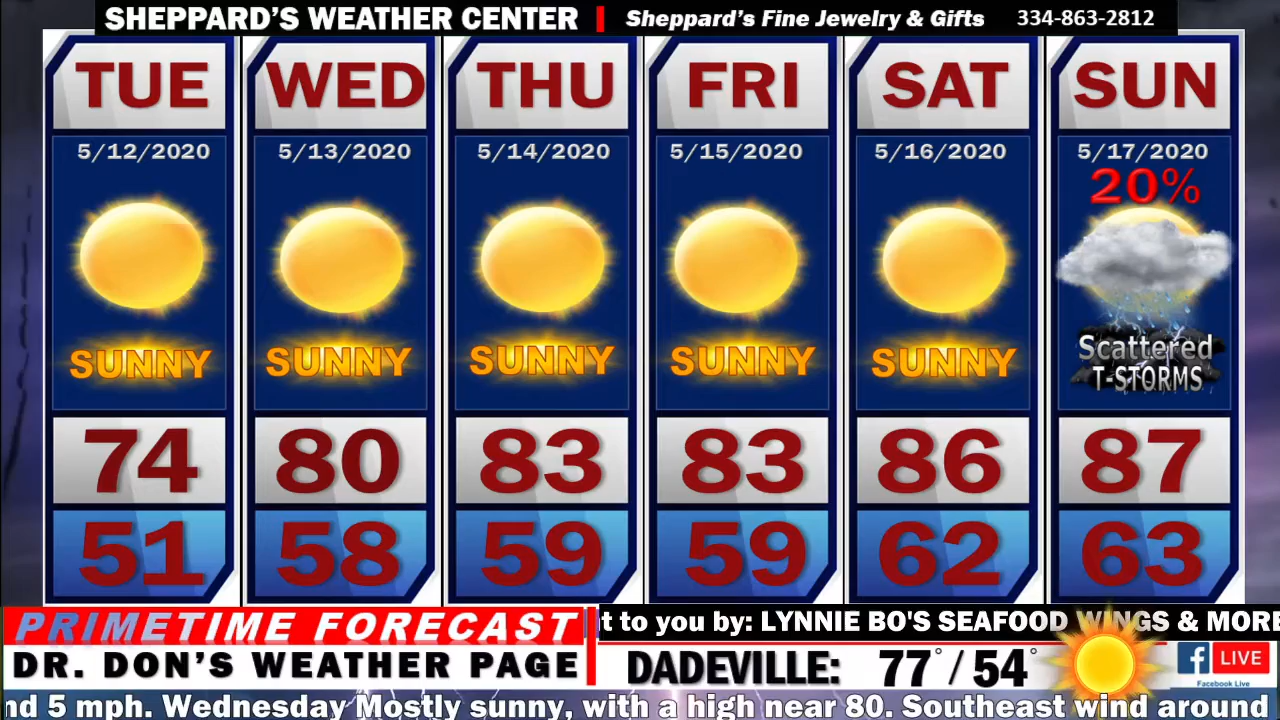 SHEPPARD'S WEATHER CENTER | Sheppard's Fine Jewelry & Gifts 334-863-2812
TUE WED THU FRI SAT SUN
5/12/2020 5/13/2020 5/14/2020 5/15/2020 5/16/2020 5/17/2020
20%
SUNNY SUNNY SUNNY SUNNY SUNNY Scattered
T-STORMS
74 80 83 83 86 87
51 58 59 59 62 63
PRIMETIME FORECAST
t to you by: LYNNIE BO'S SEAFOOD WINGS & MORE
DR. DON'S WEATHER PAGE
DADEVILLE: 77° / 54°
f LIVE
Facebook Live
nd 5 mph. Wednesday Mostly sunny, with a high near 80. Southeast wind around